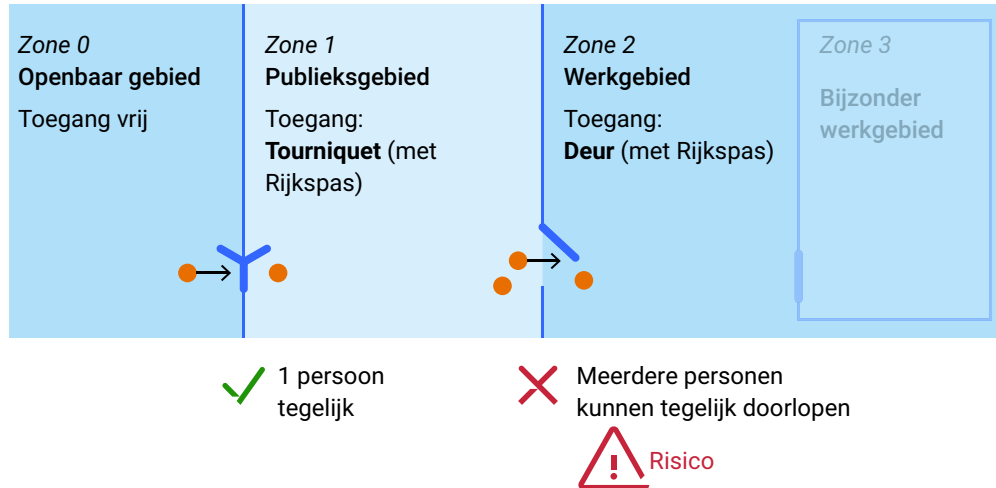 Zone 0
Openbaar gebied
Toegang vrij
Zone 1
Publieksgebied
Toegang:
Tourniquet (met
Rijkspas)
Zone 2
Werkgebied
Toegang:
Deur (met Rijkspas)
Zone 3
Bijzonder
werkgebied
1 persoon
tegelijk
Meerdere personen
kunnen tegelijk doorlopen
Risico